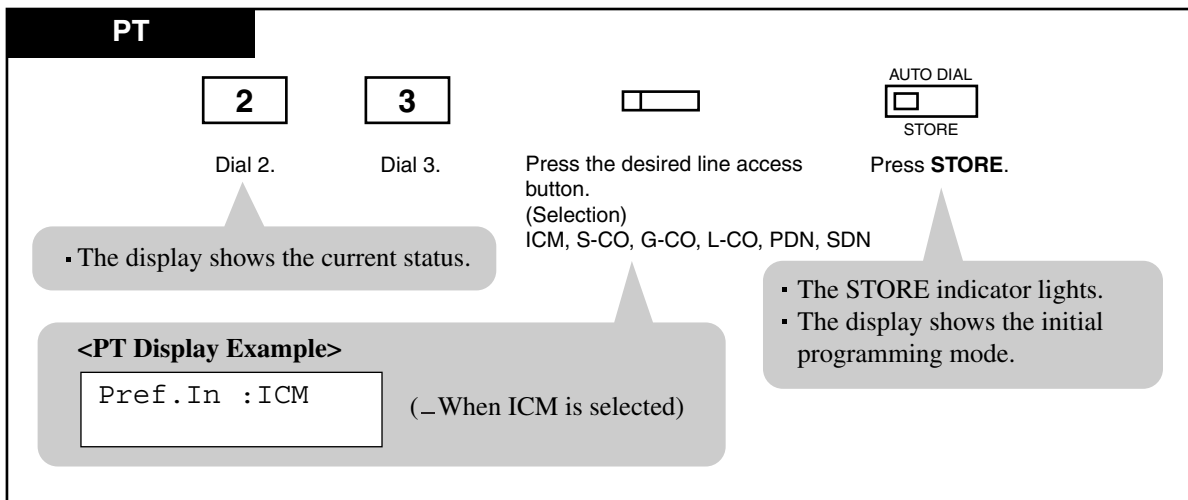 PT
2
3
AUTO DIAL
STORE
Dial 2.
Dial 3.
Press the desired line access
button.
(Selection)
ICM, S-CO, G-CO, L-CO, PDN, SDN
Press STORE.
▪ The display shows the current status.
▪ The STORE indicator lights.
▪ The display shows the initial
programming mode.
<PT Display Example>
Pref.In :ICM
( – When ICM is selected)